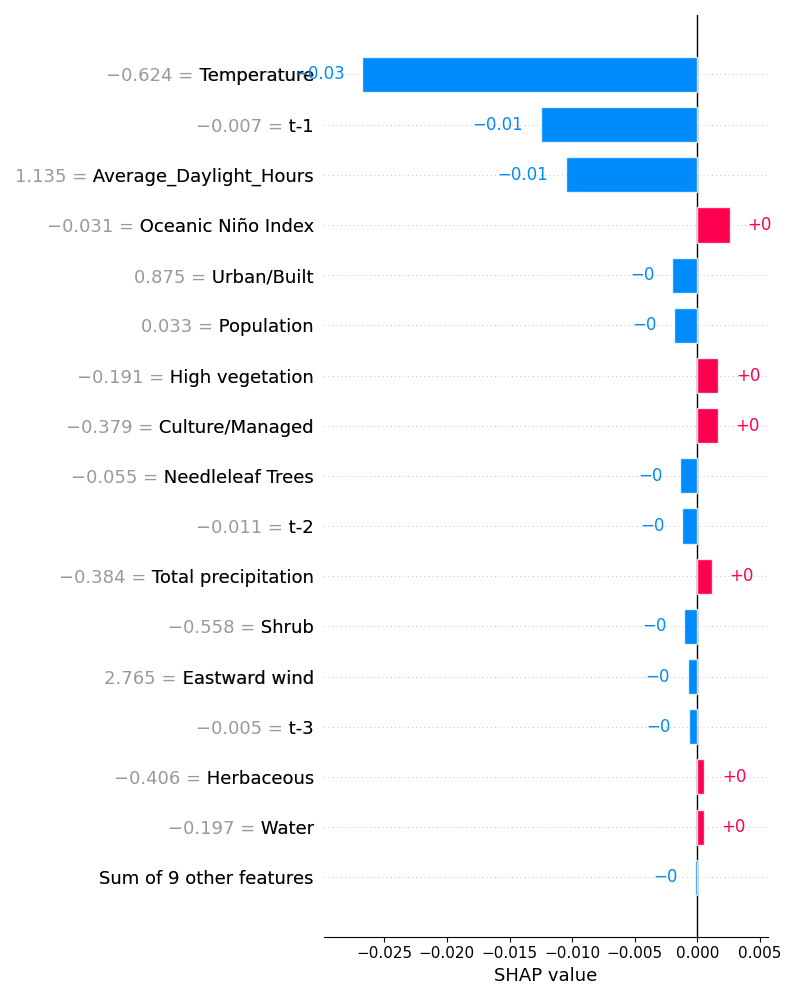 −0.624 = Temperature −0.03
−0.007 = t-1 −0.01
1.135 = Average_Daylight_Hours −0.01
−0.031 = Oceanic Niño Index +0
0.875 = Urban/Built −0
0.033 = Population −0
−0.191 = High vegetation +0
−0.379 = Culture/Managed +0
−0.055 = Needleleaf Trees −0
−0.011 = t-2 −0
−0.384 = Total precipitation +0
−0.558 = Shrub −0
2.765 = Eastward wind −0
−0.005 = t-3 −0
−0.406 = Herbaceous +0
−0.197 = Water +0
Sum of 9 other features −0
−0.025 −0.020 −0.015 −0.010 −0.005 0.000 0.005
SHAP value